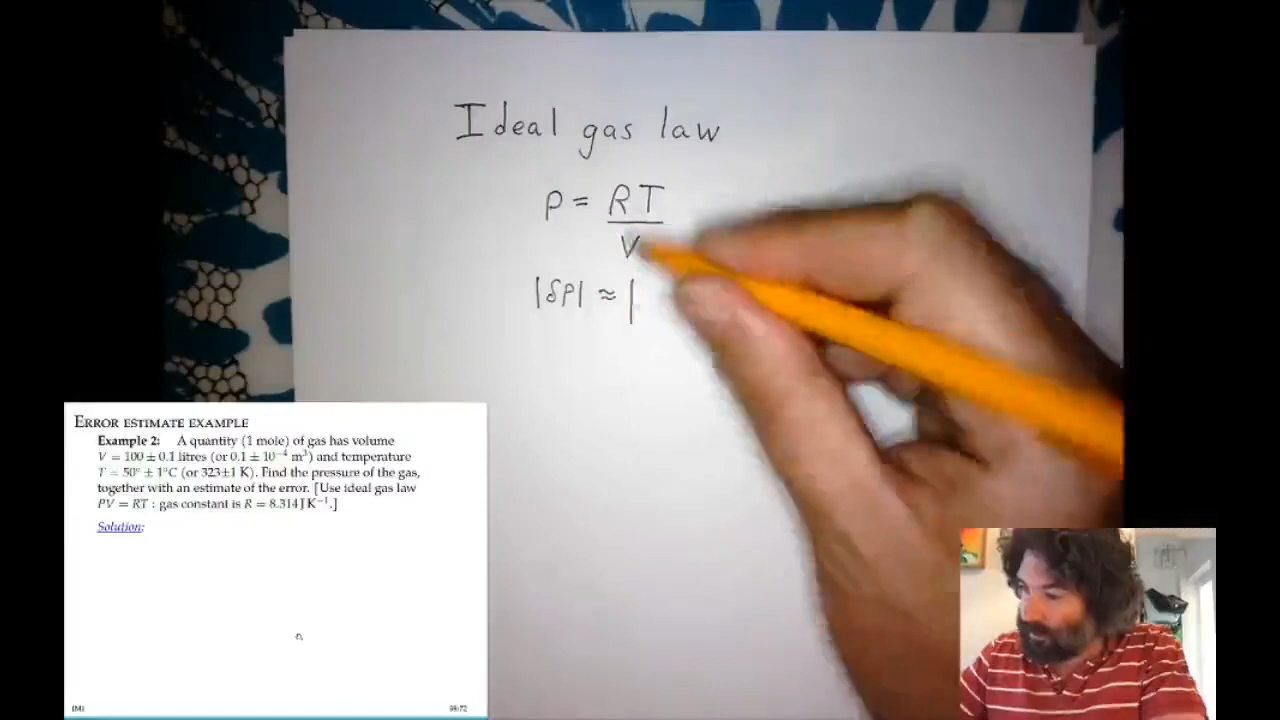 Ideal gas law
P = RT
V
|δP| ≈ |
ERROR ESTIMATE EXAMPLE
Example 2: A quantity (1 mole) of gas has volume
V = 100 ± 0.1 litres (or 0.1 ± 10⁻⁴ m³) and temperature
T = 50° ± 1°C (or 323±1 K). Find the pressure of the gas,
together with an estimate of the error. [Use ideal gas law
PV = RT : gas constant is R = 8.314 J K⁻¹.]
Solution: